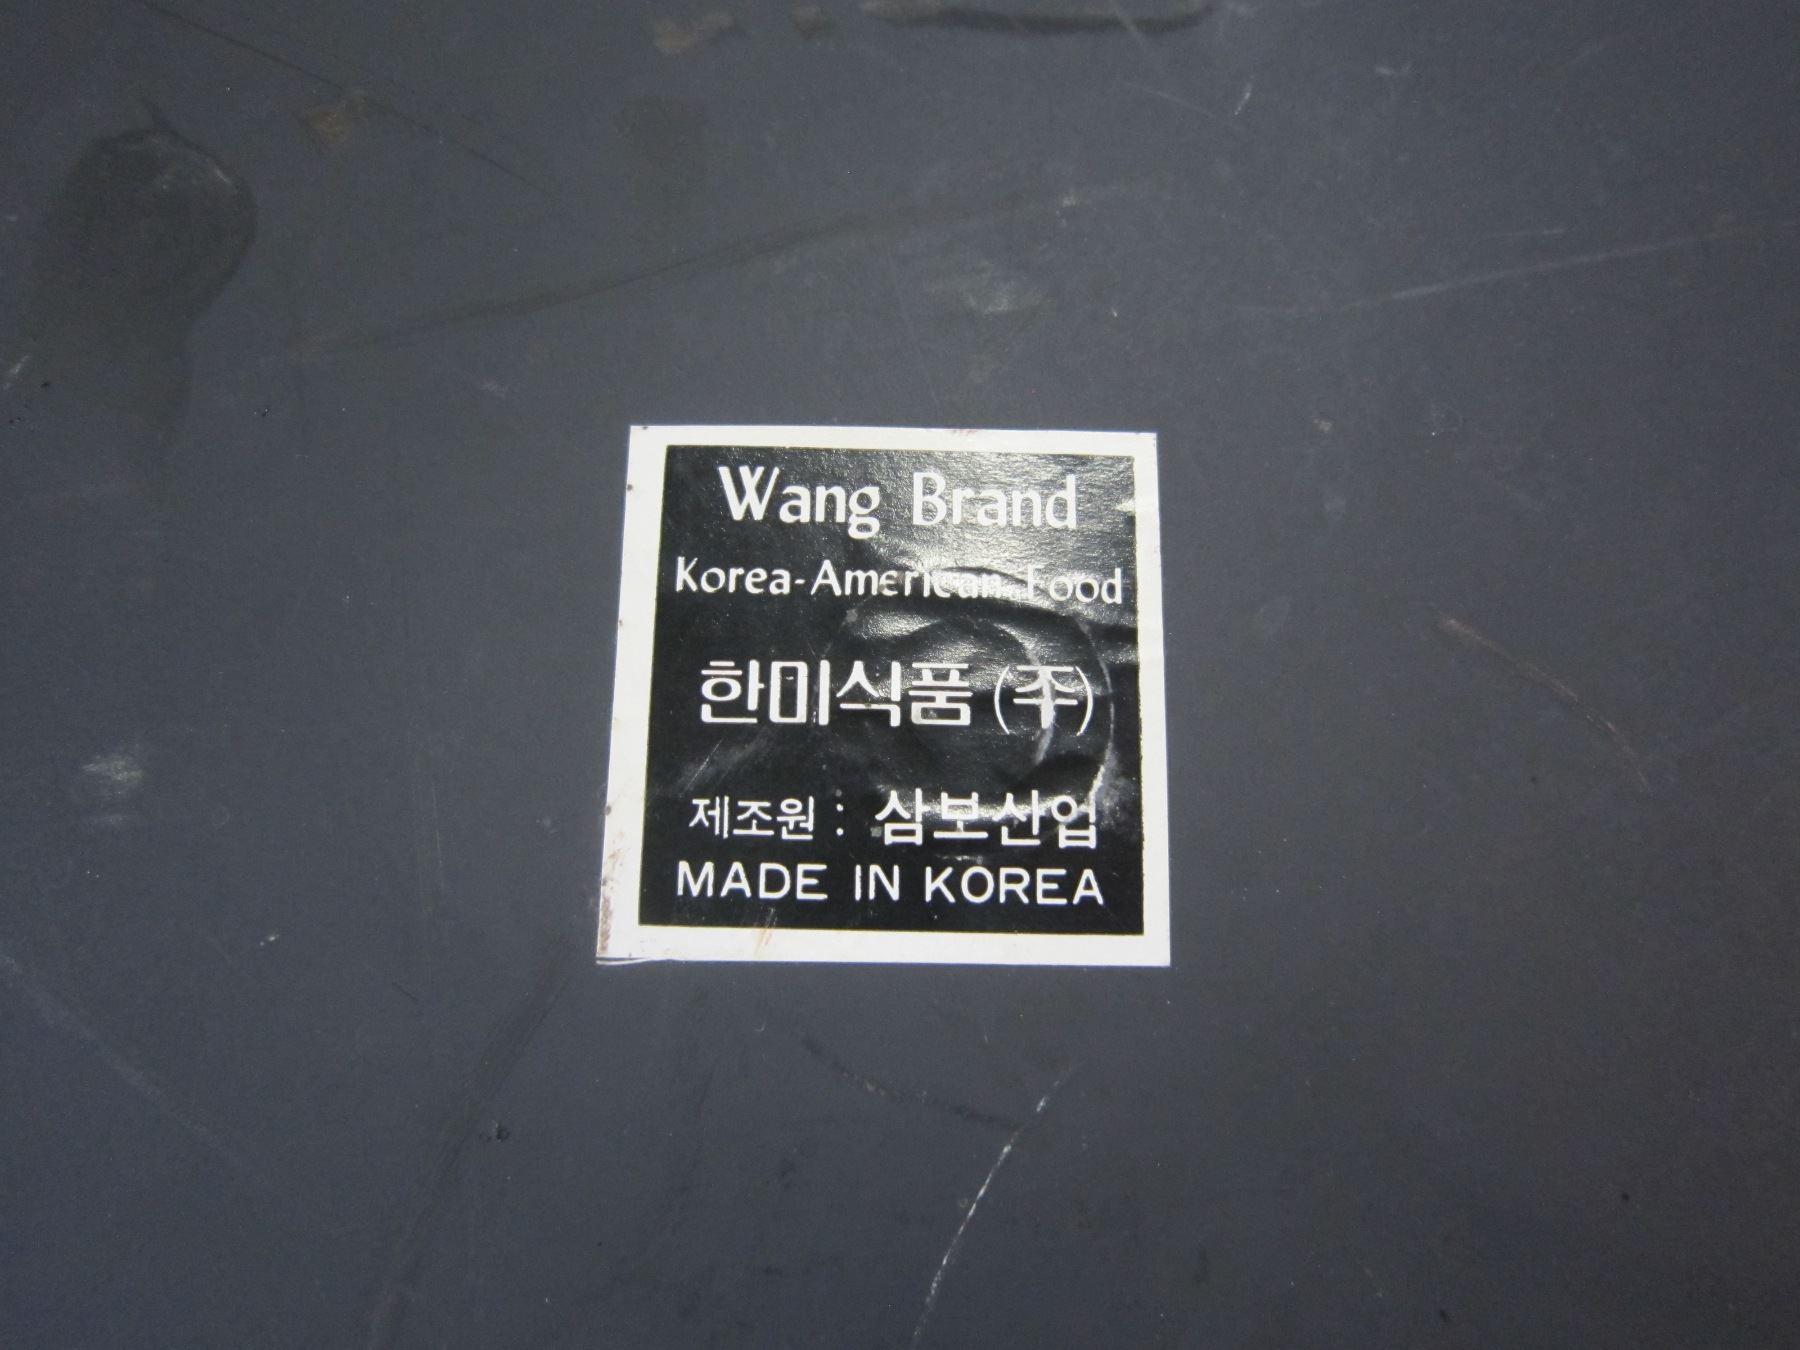 Wang Brand
Korea-American Food
한미식품 (주)
제조원 : 삼보산업
MADE IN KOREA